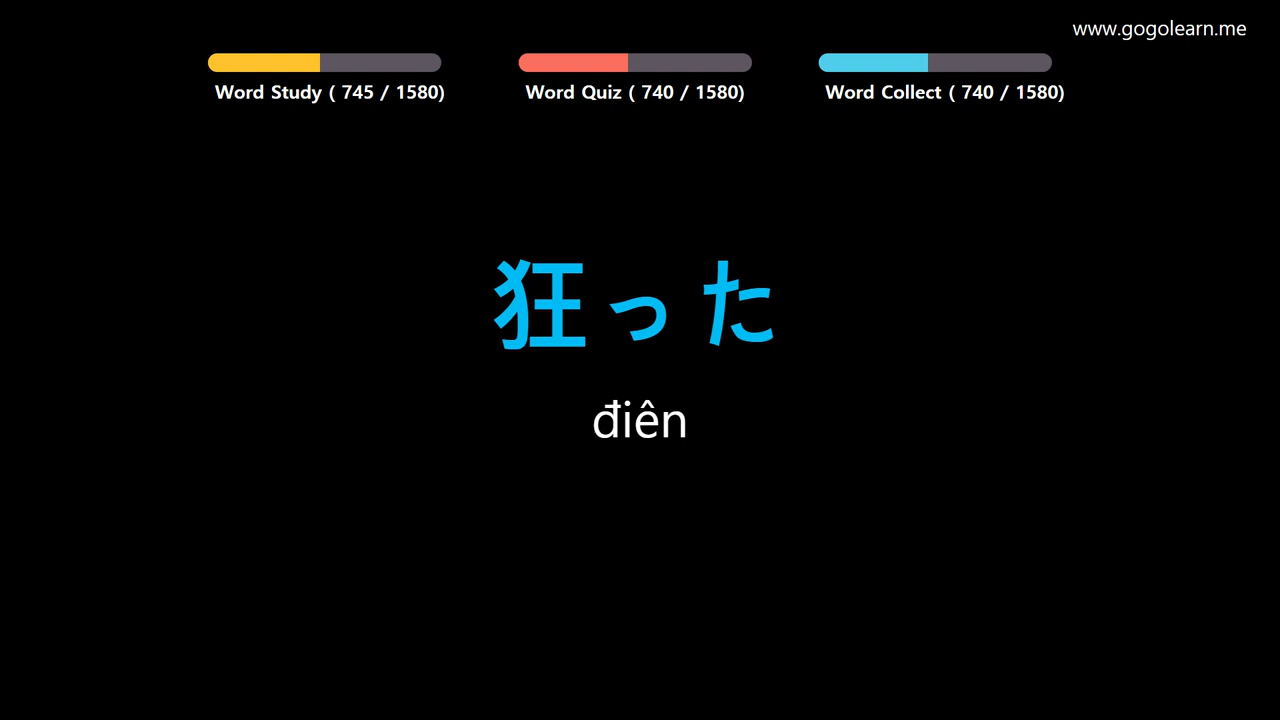 www.gogolearn.me
Word Study ( 745 / 1580)
Word Quiz ( 740 / 1580)
Word Collect ( 740 / 1580)
狂った
điên